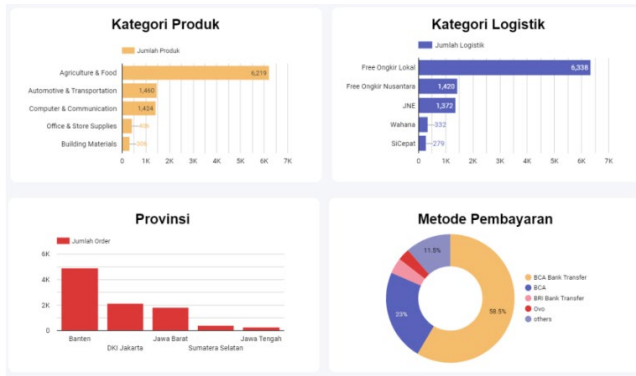 Kategori Produk
Jumlah Produk
Agriculture & Food
6,219
Automotive & Transportation
1,460
Computer & Communication
1,424
Office & Store Supplies
Building Materials
0 1K 2K 3K 4K 5K 6K 7K
Kategori Logistik
Jumlah Logistik
Free Ongkir Lokal
6,338
Free Ongkir Nusantara
1,420
JNE
1,372
Wahana
332
SiCepat
279
0 1K 2K 3K 4K 5K 6K 7K
Provinsi
Jumlah Order
6K
4K
2K
0
Banten
DKI Jakarta
Jawa Barat
Sumatera Selatan
Jawa Tengah
Metode Pembayaran
11.5%
23%
58.5%
BCA Bank Transfer
BCA
BRI Bank Transfer
Ovo
others